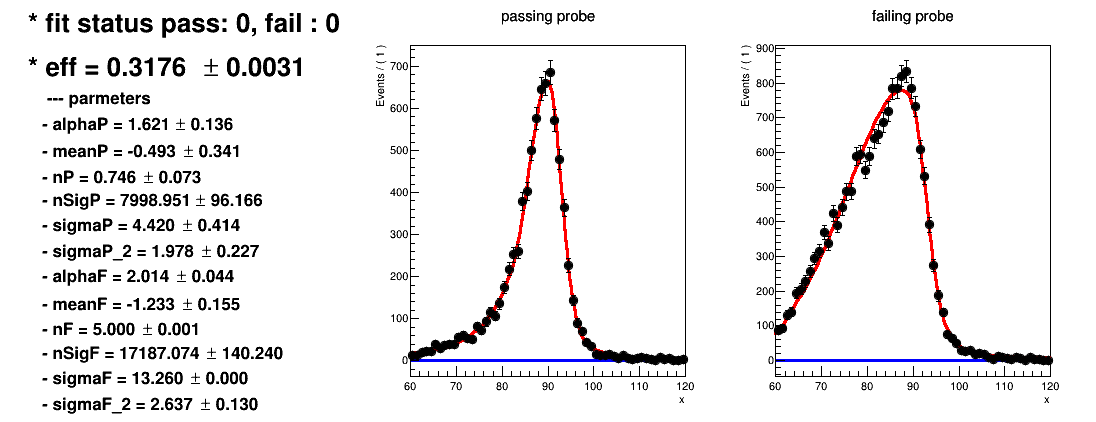 * fit status pass: 0, fail : 0
* eff = 0.3176 ± 0.0031
--- parmeters
- alphaP = 1.621 ± 0.136
- meanP = -0.493 ± 0.341
- nP = 0.746 ± 0.073
- nSigP = 7998.951 ± 96.166
- sigmaP = 4.420 ± 0.414
- sigmaP_2 = 1.978 ± 0.227
- alphaF = 2.014 ± 0.044
- meanF = -1.233 ± 0.155
- nF = 5.000 ± 0.001
- nSigF = 17187.074 ± 140.240
- sigmaF = 13.260 ± 0.000
- sigmaF_2 = 2.637 ± 0.130
passing probe
Events / ( 1 )
700
600
500
400
300
200
100
0
60 70 80 90 100 110 120
x
failing probe
Events / ( 1 )
900
800
700
600
500
400
300
200
100
0
60 70 80 90 100 110 120
x